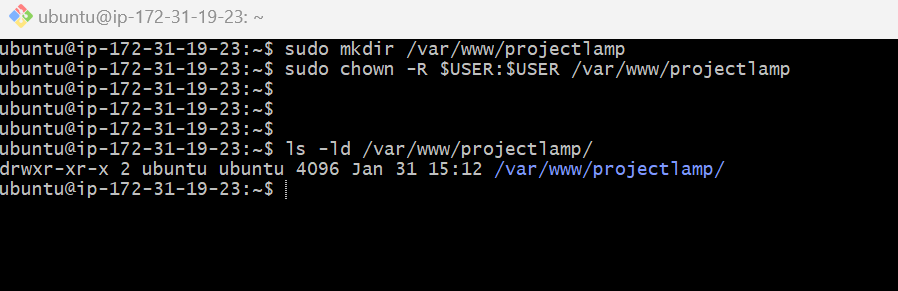 ubuntu@ip-172-31-19-23: ~
ubuntu@ip-172-31-19-23:~$ sudo mkdir /var/www/projectlamp
ubuntu@ip-172-31-19-23:~$ sudo chown -R $USER:$USER /var/www/projectlamp
ubuntu@ip-172-31-19-23:~$
ubuntu@ip-172-31-19-23:~$
ubuntu@ip-172-31-19-23:~$
ubuntu@ip-172-31-19-23:~$ ls -ld /var/www/projectlamp/
drwxr-xr-x 2 ubuntu ubuntu 4096 Jan 31 15:12 /var/www/projectlamp/
ubuntu@ip-172-31-19-23:~$